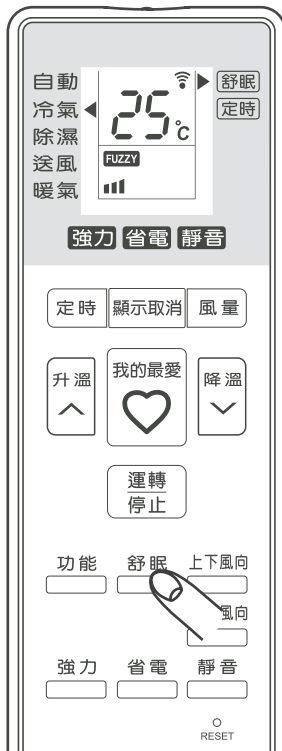 自動 舒眠
冷氣 定時
除濕
送風
暖氣
25℃
FUZZY
強力 省電 靜音
定時 顯示取消 風量
升溫 我的最愛 降溫
運轉
停止
功能 舒眠 上下風向
風向
強力 省電 靜音
RESET